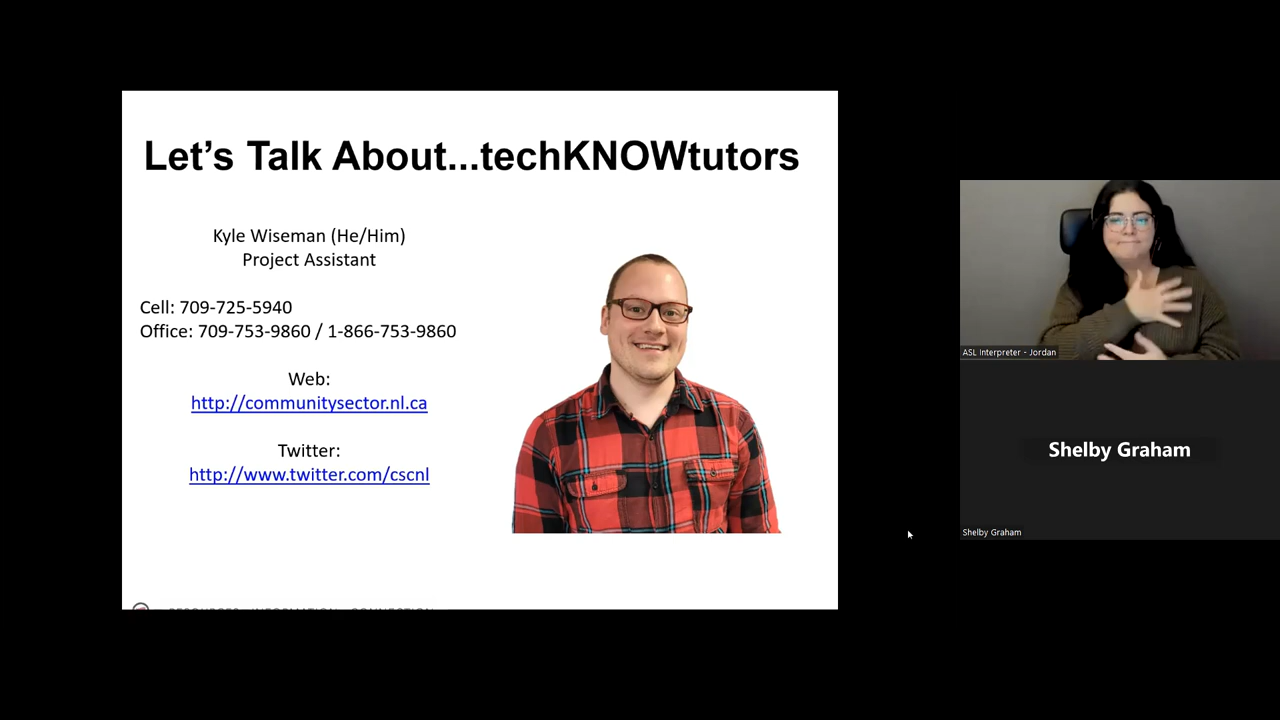 Let's Talk About...techKNOWtutors
Kyle Wiseman (He/Him)
Project Assistant
Cell: 709-725-5940
Office: 709-753-9860 / 1-866-753-9860
Web:
http://communitysector.nl.ca
Twitter:
http://www.twitter.com/cscnl
ASL Interpreter - Jordan
Shelby Graham
Shelby Graham